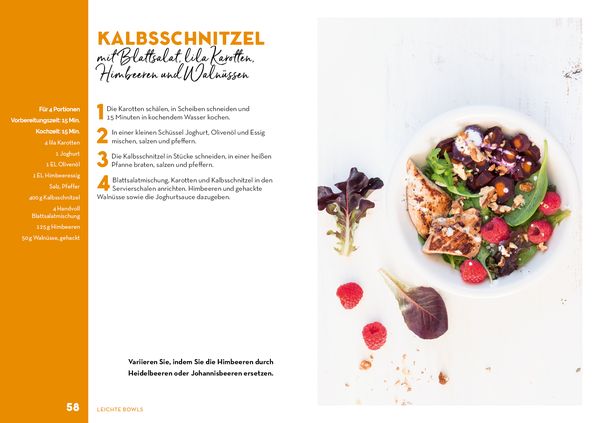 KALBSSCHNITZEL
mit Blattsalat, lila Karotten,
Himbeeren und Walnüssen
Für 4 Portionen
Vorbereitungszeit: 15 Min.
Kochzeit: 15 Min.
4 lila Karotten
1 Joghurt
1 EL Olivenöl
1 EL Himbeeressig
Salz, Pfeffer
400 g Kalbsschnitzel
4 Handvoll
Blattsalatmischung
125 g Himbeeren
50 g Walnüsse, gehackt
1 Die Karotten schälen, in Scheiben schneiden und
15 Minuten in kochendem Wasser kochen.
2 In einer kleinen Schüssel Joghurt, Olivenöl und Essig
mischen, salzen und pfeffern.
3 Die Kalbsschnitzel in Stücke schneiden, in einer heißen
Pfanne braten, salzen und pfeffern.
4 Blattsalatmischung, Karotten und Kalbsschnitzel in den
Servierschalen anrichten. Himbeeren und gehackte
Walnüsse sowie die Joghurtsauce dazugeben.
Variieren Sie, indem Sie die Himbeeren durch
Heidelbeeren oder Johannisbeeren ersetzen.
58
LEICHTE BOWLS